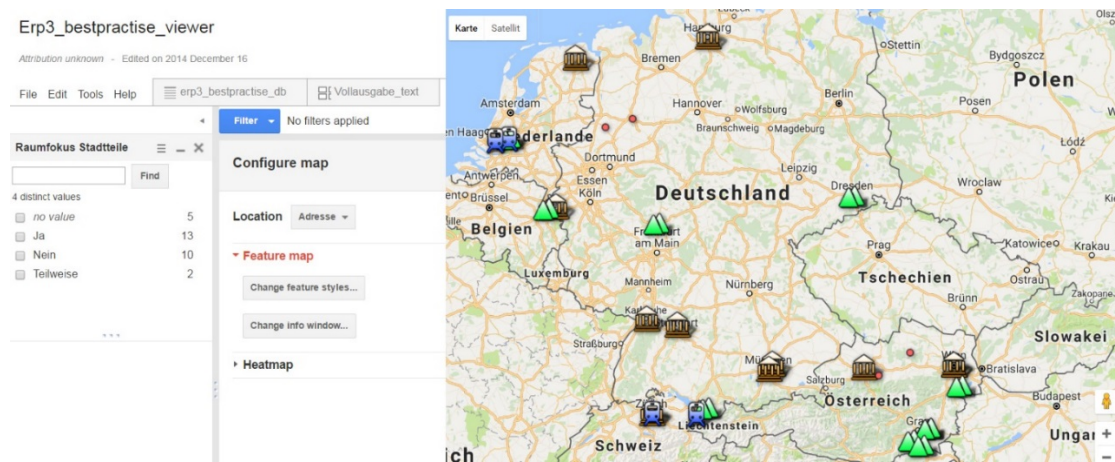 Erp3_bestpractise_viewer
Attribution unknown - Edited on 2014 December 16
File Edit Tools Help
erp3_bestpractise_db
Vollausgabe_text
Filter
No filters applied
Raumfokus Stadtteile
Find
4 distinct values
no value 5
Ja 13
Nein 10
Teilweise 2
Configure map
Location
Adresse
Feature map
Change feature styles...
Change info window...
Heatmap
Karte Satellit
Bremen
Stettin
Bydgoszcz
Polen
Amsterdam
Hannover
Wolfsburg
Berlin
Posen
Braunschweig
Magdeburg
Łódź
Dortmund
Antwerpen
Essen
Leipzig
Brüssel
Köln
Deutschland
Dresden
Wroclaw
Belgien
am Main
Prag
Katowice
Krakau
Tschechien
Ostrau
Luxemburg
Mannheim
Nürnberg
Brünn
Zakopane
Slowakei
Straßburg
Salzburg
Bratislava
Österreich
Budapest
Liechtenstein
Schweiz